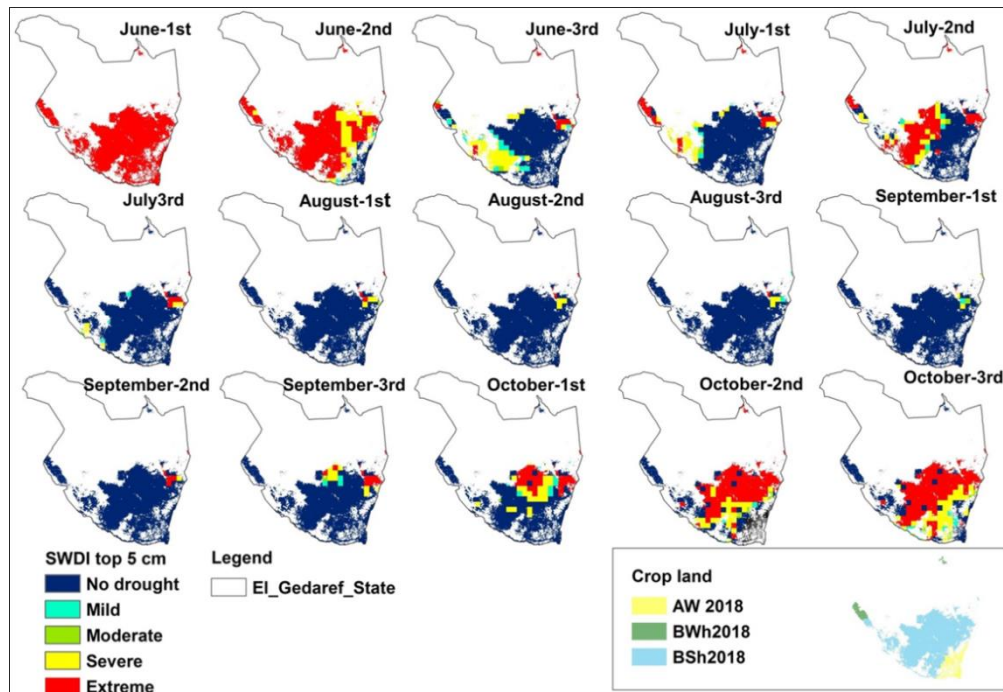 June-1st
June-2nd
June-3rd
July-1st
July-2nd
July3rd
August-1st
August-2nd
August-3rd
September-1st
September-2nd
September-3rd
October-1st
October-2nd
October-3rd
SWDI top 5 cm
No drought
Mild
Moderate
Severe
Extreme
Legend
El_Gedaref_State
Crop land
AW 2018
BWh2018
BSh2018